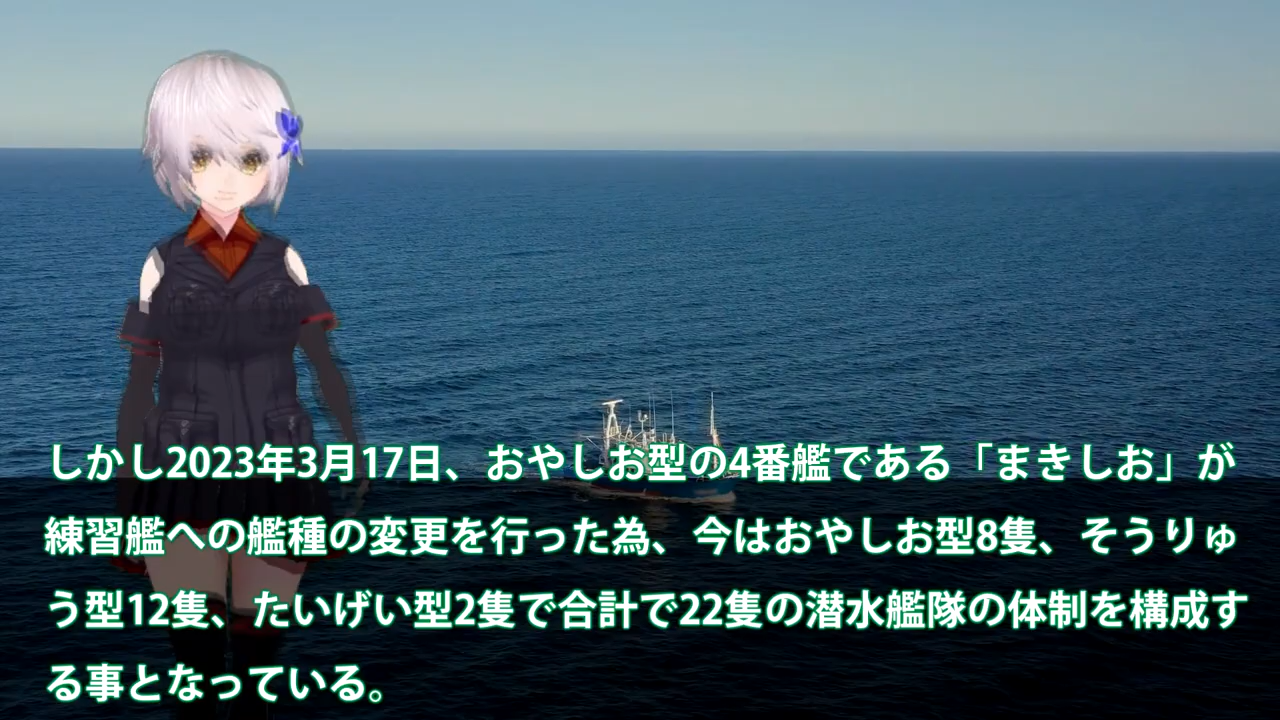 しかし2023年3月17日、おやしお型の4番艦である「まきしお」が
練習艦への艦種の変更を行った為、今はおやしお型8隻、そうりゅ
う型12隻、たいげい型2隻で合計で22隻の潜水艦隊の体制を構成す
る事となっている。